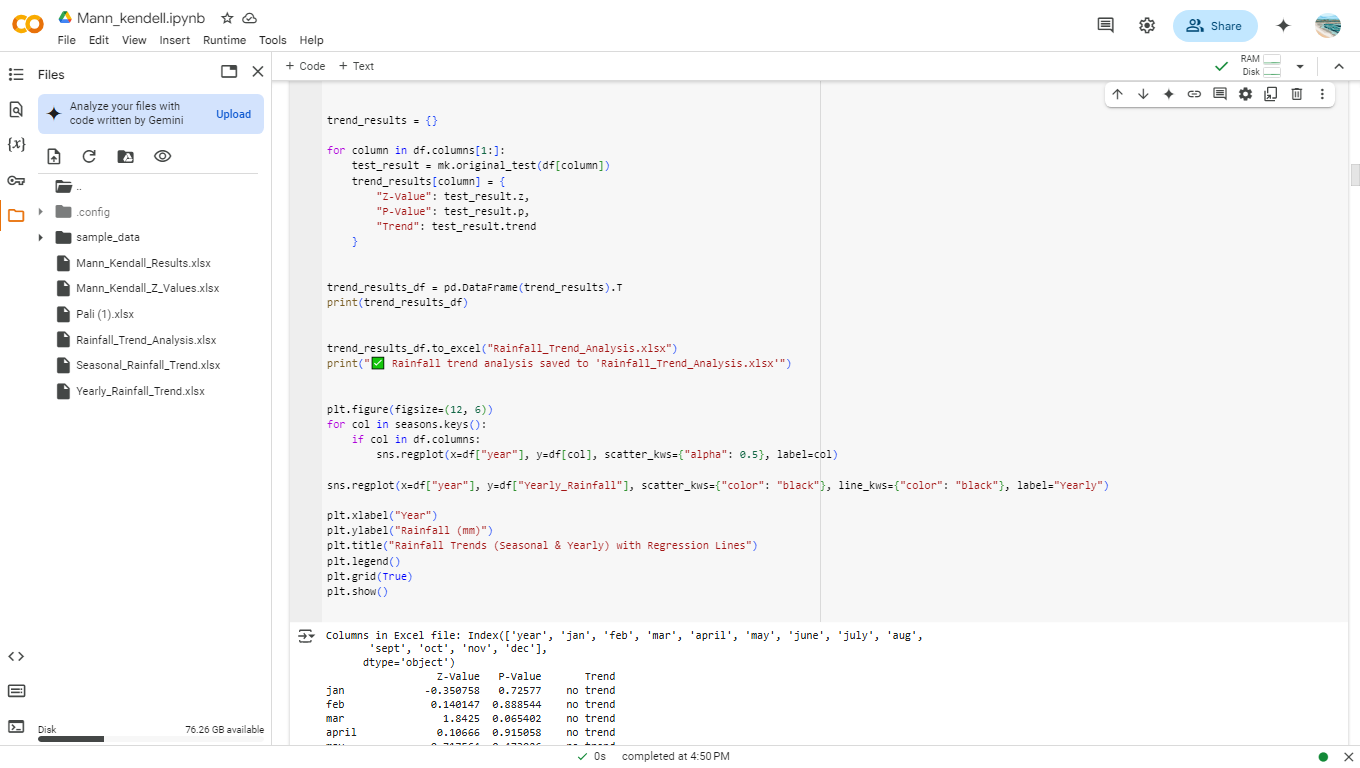 Mann_kendell.ipynb
File Edit View Insert Runtime Tools Help
Share
Files
+ Code + Text
RAM
Disk
Analyze your files with
code written by Gemini
Upload
{x}
..
.config
sample_data
Mann_Kendall_Results.xlsx
Mann_Kendall_Z_Values.xlsx
Pali (1).xlsx
Rainfall_Trend_Analysis.xlsx
Seasonal_Rainfall_Trend.xlsx
Yearly_Rainfall_Trend.xlsx
Disk 76.26 GB available
trend_results = {}
for column in df.columns[1:]:
    test_result = mk.original_test(df[column])
    trend_results[column] = {
        "Z-Value": test_result.z,
        "P-Value": test_result.p,
        "Trend": test_result.trend
    }
trend_results_df = pd.DataFrame(trend_results).T
print(trend_results_df)
trend_results_df.to_excel("Rainfall_Trend_Analysis.xlsx")
print("✅ Rainfall trend analysis saved to 'Rainfall_Trend_Analysis.xlsx'")
plt.figure(figsize=(12, 6))
for col in seasons.keys():
    if col in df.columns:
        sns.regplot(x=df["year"], y=df[col], scatter_kws={"alpha": 0.5}, label=col)
sns.regplot(x=df["year"], y=df["Yearly_Rainfall"], scatter_kws={"color": "black"}, line_kws={"color": "black"}, label="Yearly")
plt.xlabel("Year")
plt.ylabel("Rainfall (mm)")
plt.title("Rainfall Trends (Seasonal & Yearly) with Regression Lines")
plt.legend()
plt.grid(True)
plt.show()
Columns in Excel file: Index(['year', 'jan', 'feb', 'mar', 'april', 'may', 'june', 'july', 'aug',
       'sept', 'oct', 'nov', 'dec'],
      dtype='object')
Z-Value P-Value Trend
jan -0.350758 0.72577 no trend
feb 0.140147 0.888544 no trend
mar 1.8425 0.065402 no trend
april 0.10666 0.915058 no trend
0s completed at 4:50 PM